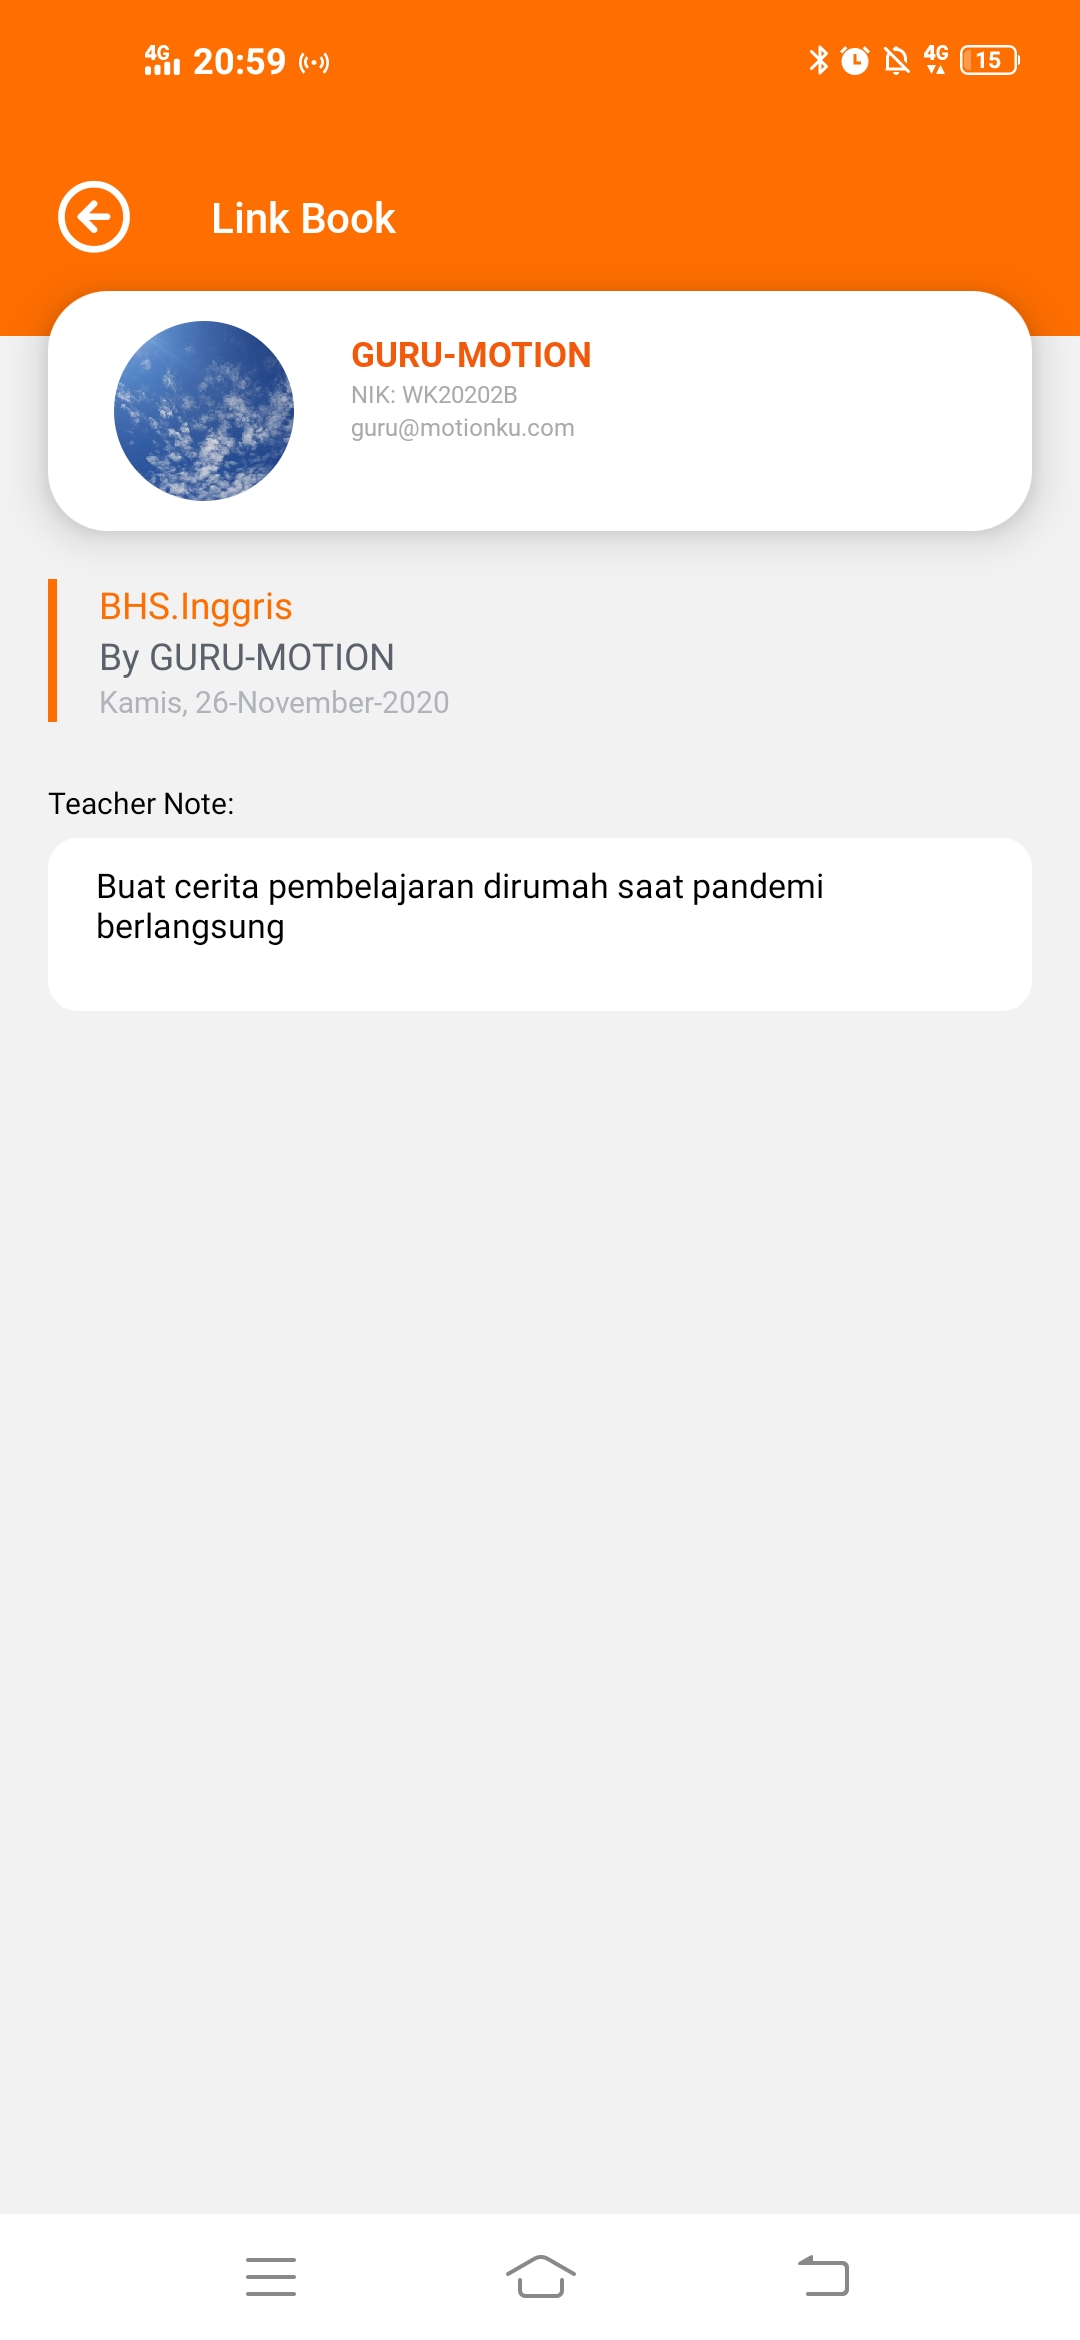 4G 20:59 4G 15
Link Book
GURU-MOTION
NIK: WK20202B
guru@motionku.com
BHS.Inggris
By GURU-MOTION
Kamis, 26-November-2020
Teacher Note:
Buat cerita pembelajaran dirumah saat pandemi
berlangsung